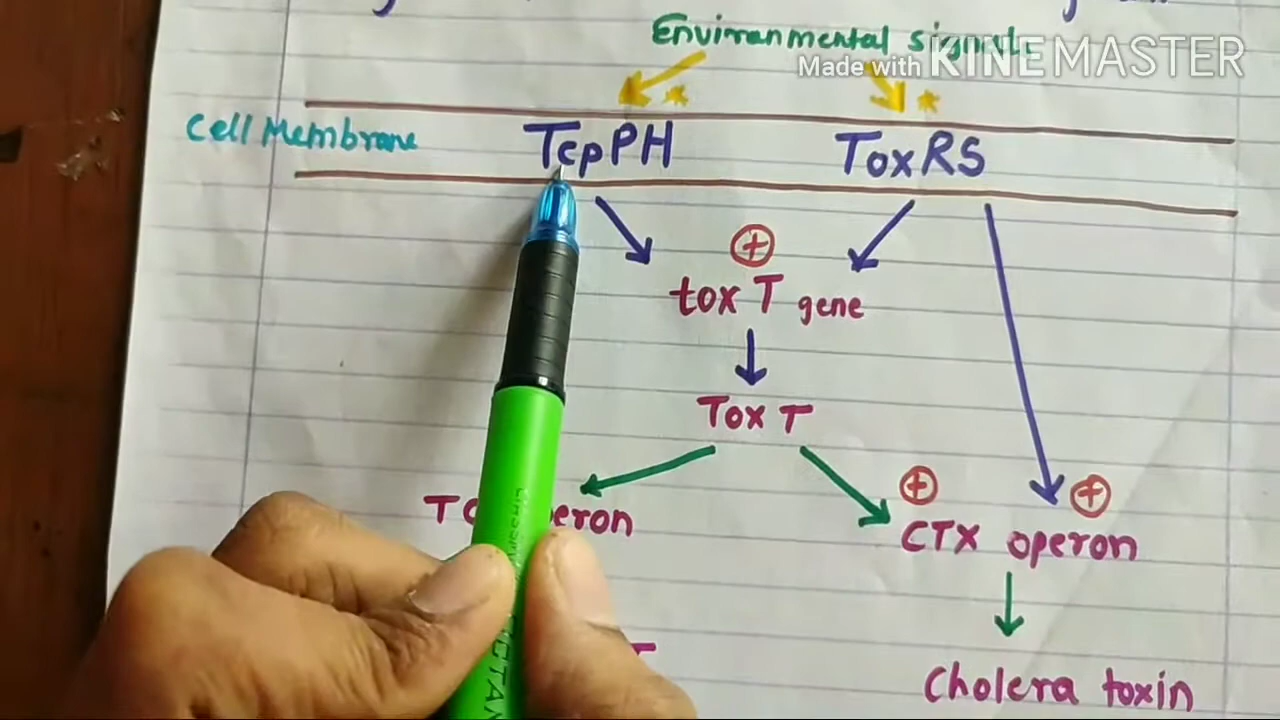 Environmental signals
Made with KINEMASTER
Cell Membrane
TcpPH
ToxRS
+
tox T gene
Tox T
+
+
eron
CTX operon
Cholera toxin